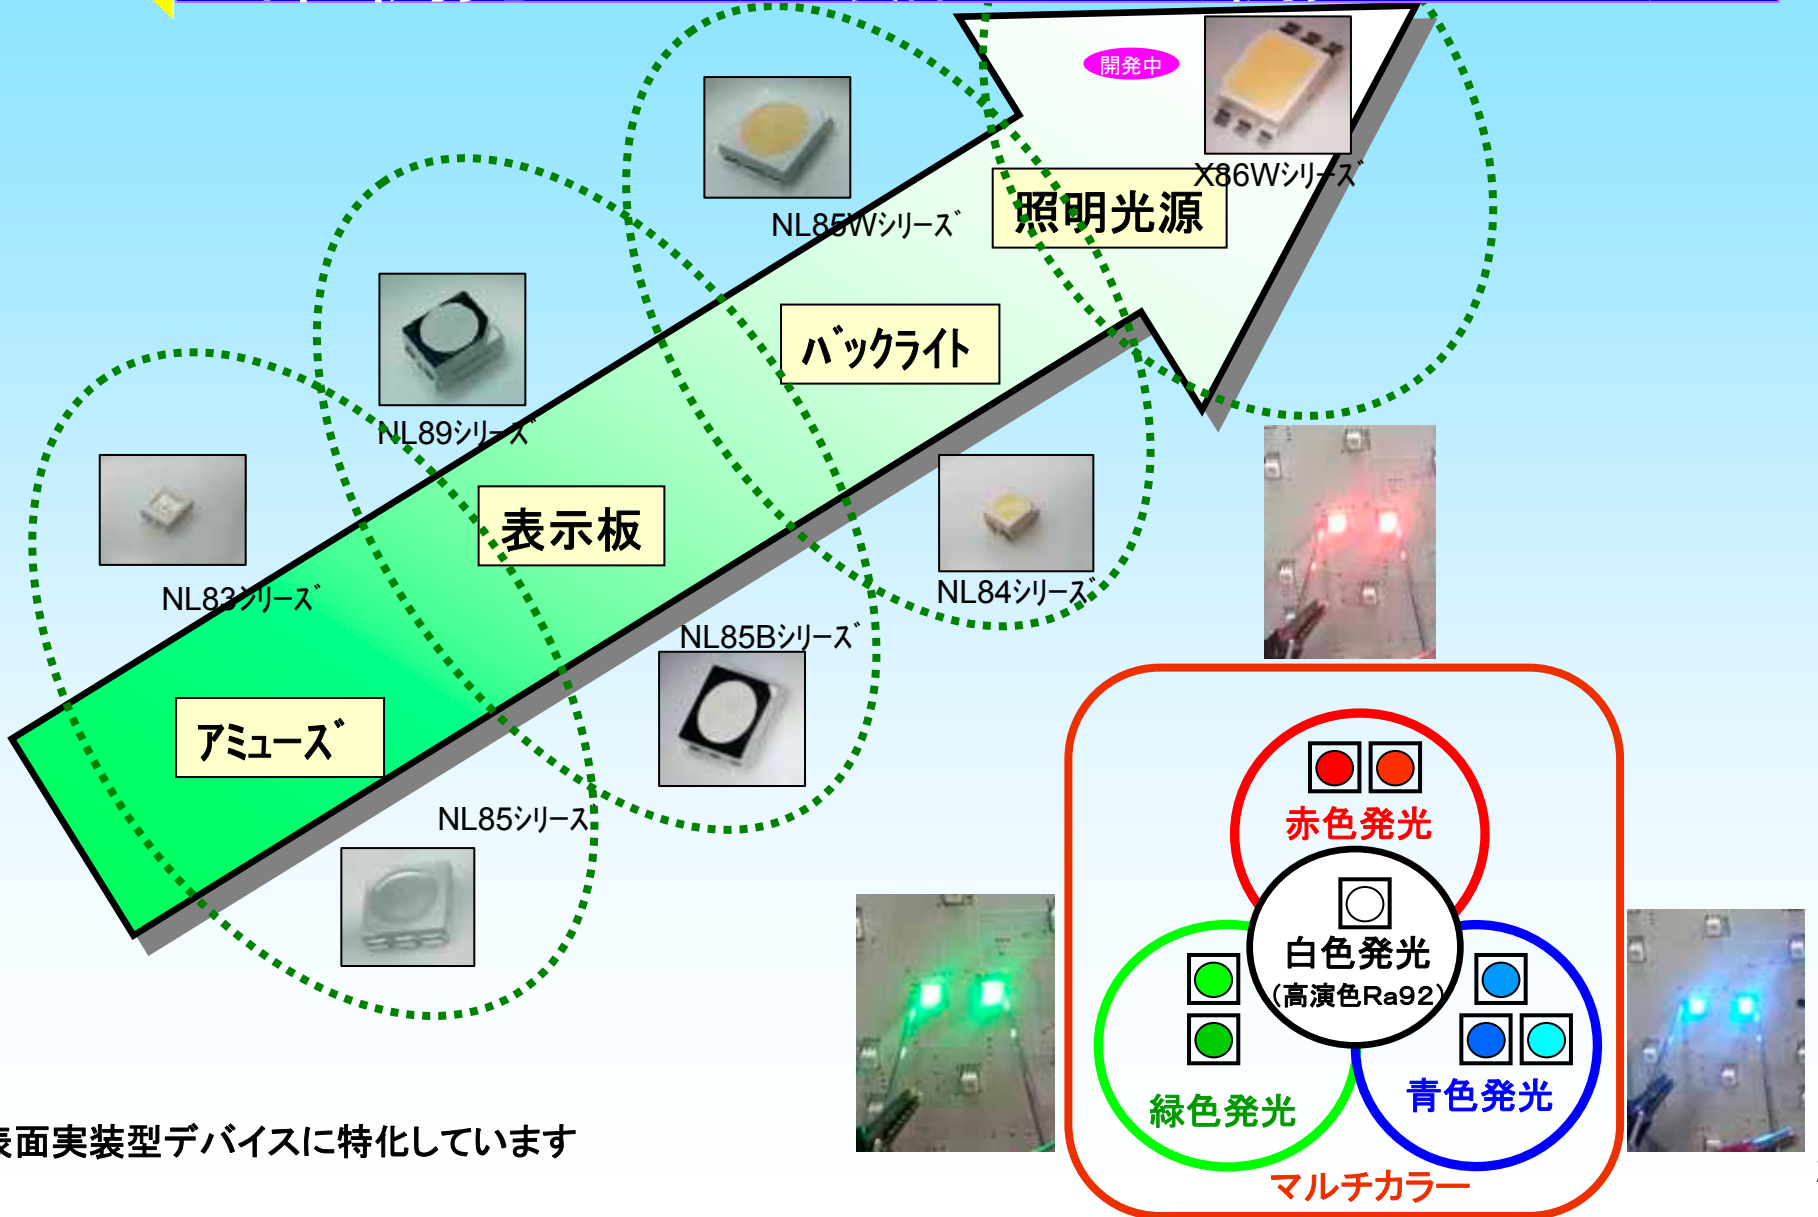 開発中
X86Wシリーズ
照明光源
NL85Wシリーズ
バックライト
NL89シリーズ
表示板
NL84シリーズ
NL83シリーズ
NL85Bシリーズ
アミューズ
NL85シリーズ
赤色発光
白色発光
(高演色Ra92)
緑色発光
青色発光
マルチカラー
表面実装型デバイスに特化しています